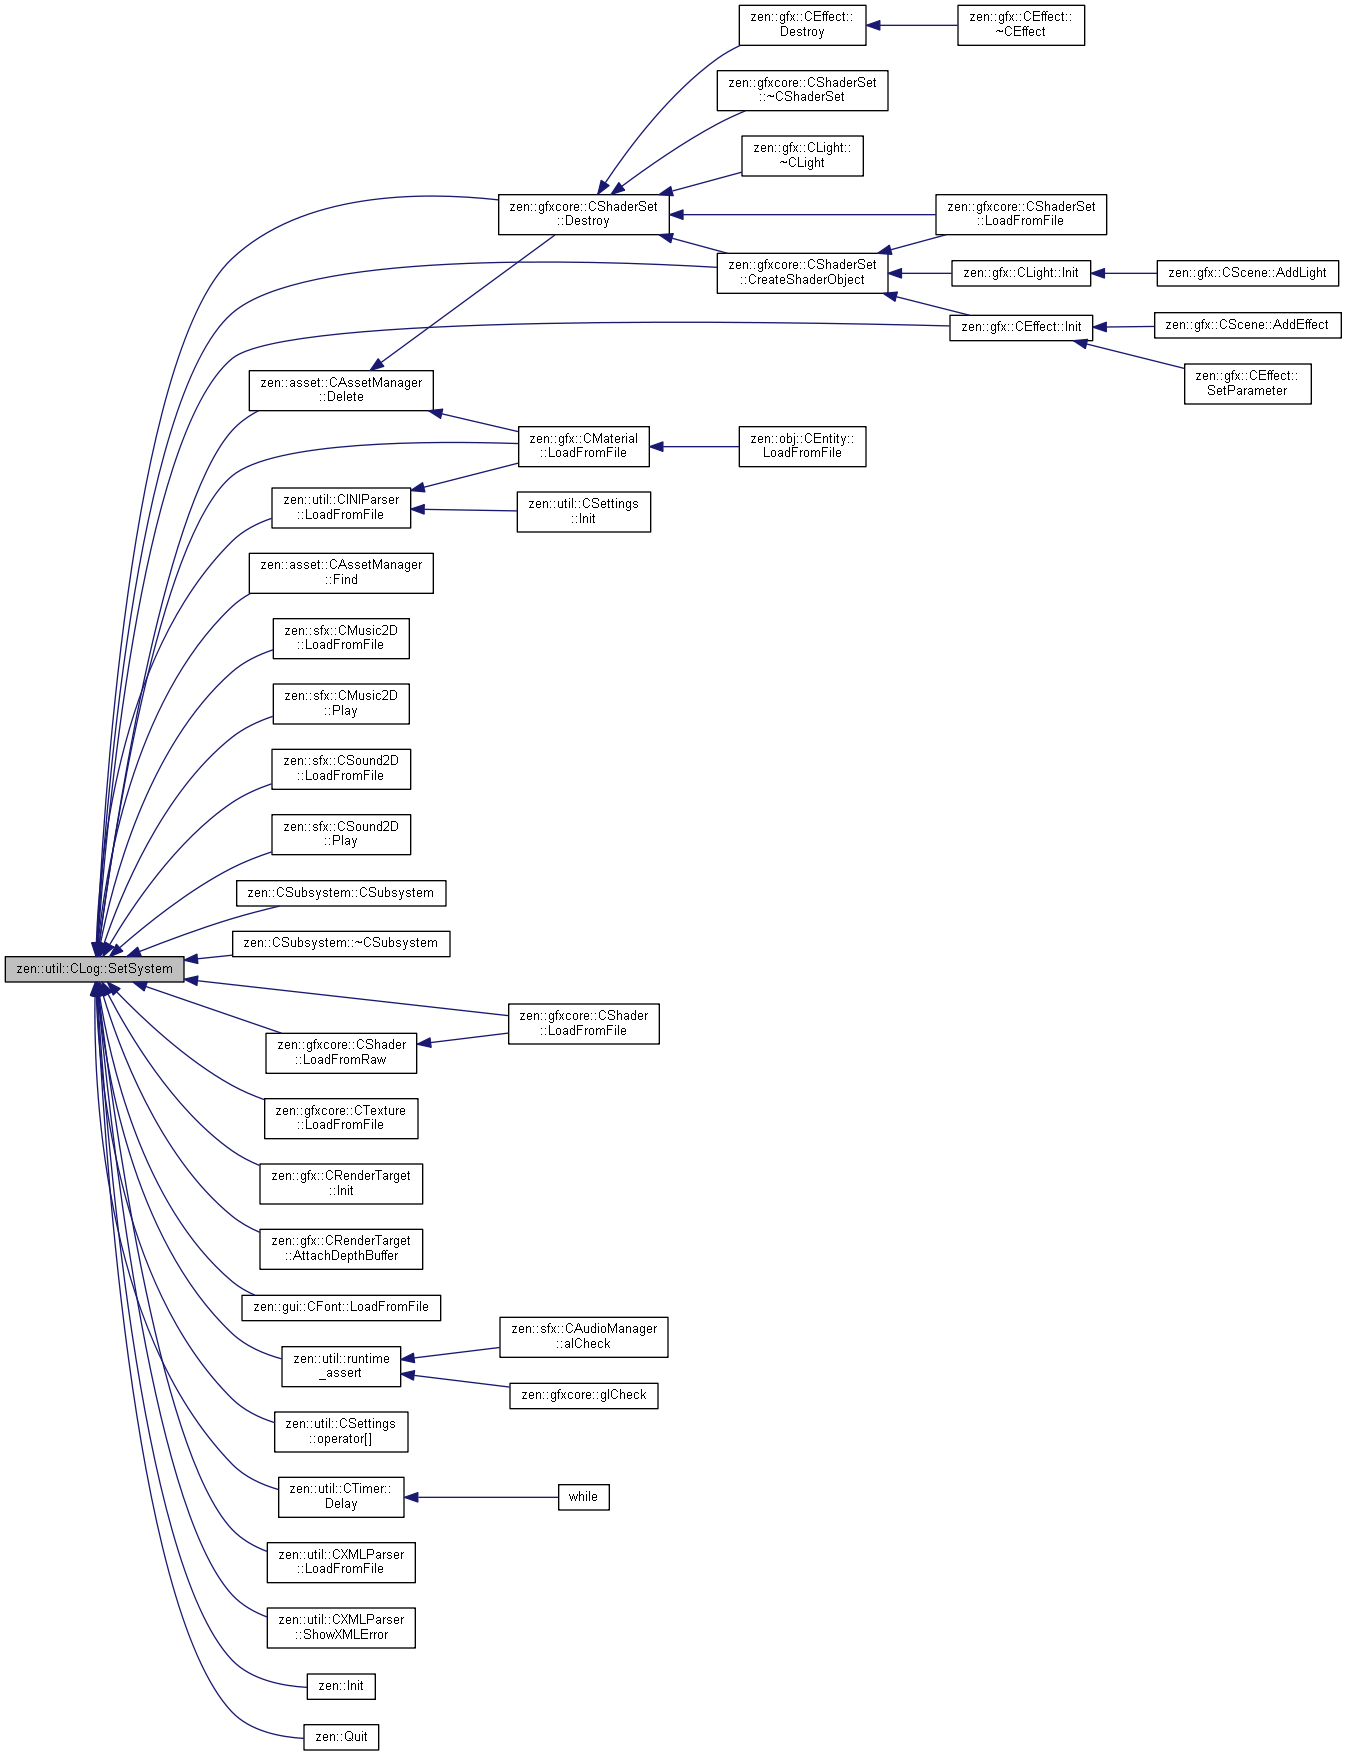 zen::gfx::CEffect::
Destroy
zen::gfx::CEffect::
~CEffect
zen::gfxcore::CShaderSet
::~CShaderSet
zen::gfx::CLight::
~CLight
zen::gfxcore::CShaderSet
::Destroy
zen::gfxcore::CShaderSet
::LoadFromFile
zen::gfxcore::CShaderSet
::CreateShaderObject
zen::gfx::CLight::Init
zen::gfx::CScene::AddLight
zen::gfx::CEffect::Init
zen::gfx::CScene::AddEffect
zen::gfx::CEffect::
SetParameter
zen::asset::CAssetManager
::Delete
zen::gfx::CMaterial
::LoadFromFile
zen::obj::CEntity::
LoadFromFile
zen::util::CINIParser
::LoadFromFile
zen::util::CSettings
::Init
zen::asset::CAssetManager
::Find
zen::sfx::CMusic2D
::LoadFromFile
zen::sfx::CMusic2D
::Play
zen::sfx::CSound2D
::LoadFromFile
zen::sfx::CSound2D
::Play
zen::CSubsystem::CSubsystem
zen::CSubsystem::~CSubsystem
zen::util::CLog::SetSystem
zen::gfxcore::CShader
::LoadFromFile
zen::gfxcore::CShader
::LoadFromRaw
zen::gfxcore::CTexture
::LoadFromFile
zen::gfx::CRenderTarget
::Init
zen::gfx::CRenderTarget
::AttachDepthBuffer
zen::gui::CFont::LoadFromFile
zen::sfx::CAudioManager
::alCheck
zen::util::runtime
_assert
zen::gfxcore::glCheck
zen::util::CSettings
::operator[]
zen::util::CTimer::
Delay
while
zen::util::CXMLParser
::LoadFromFile
zen::util::CXMLParser
::ShowXMLError
zen::Init
zen::Quit